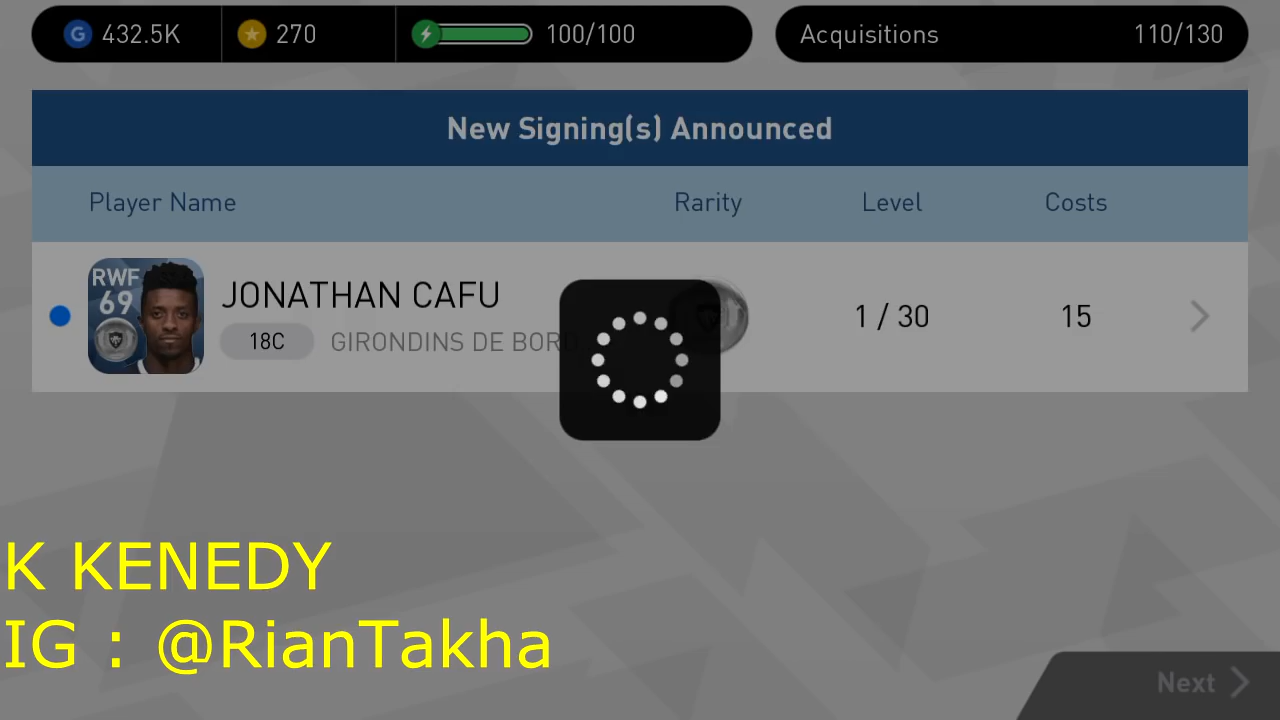 432.5K 270 100/100 Acquisitions 110/130
New Signing(s) Announced
Player Name Rarity Level Costs
RWF
69
JONATHAN CAFU
18C GIRONDINS DE BORD
1 / 30 15
K KENEDY
IG : @RianTakha
Next